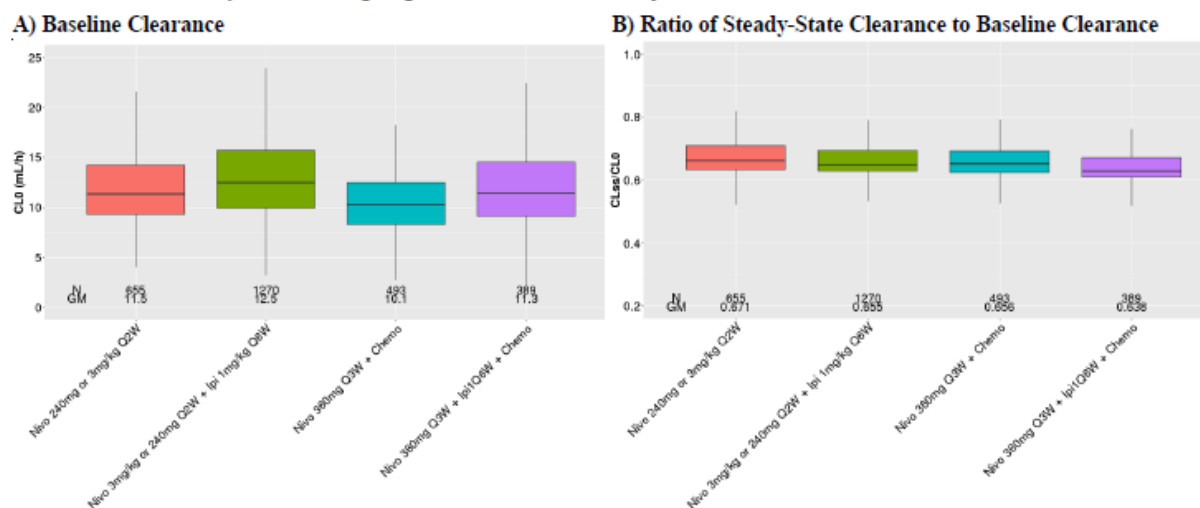 A) Baseline Clearance
25
20
15
10
5
0
CL0 (mL/h)
N 655 1270 493 389
GM 11.5 12.5 10.1 11.3
Nivo 240mg or 3mg/kg Q2W
Nivo 3mg/kg or 240mg Q2W + Ipi 1mg/kg Q6W
Nivo 360mg Q3W + Chemo
Nivo 360mg Q3W + Ipi1Q6W + Chemo
B) Ratio of Steady-State Clearance to Baseline Clearance
1.0
0.8
0.6
0.4
0.2
CLss/CL0
N 655 1270 493 389
GM 0.671 0.655 0.656 0.638
Nivo 240mg or 3mg/kg Q2W
Nivo 3mg/kg or 240mg Q2W + Ipi 1mg/kg Q6W
Nivo 360mg Q3W + Chemo
Nivo 360mg Q3W + Ipi1Q6W + Chemo